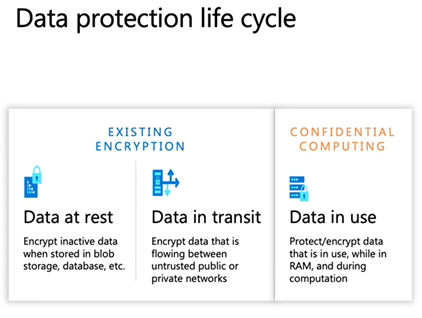 Data protection life cycle
EXISTING
ENCRYPTION
CONFIDENTIAL
COMPUTING
Data at rest
Encrypt inactive data
when stored in blob
storage, database, etc.
Data in transit
Encrypt data that is
flowing between
untrusted public or
private networks
Data in use
Protect/encrypt data
that is in use, while in
RAM, and during
computation